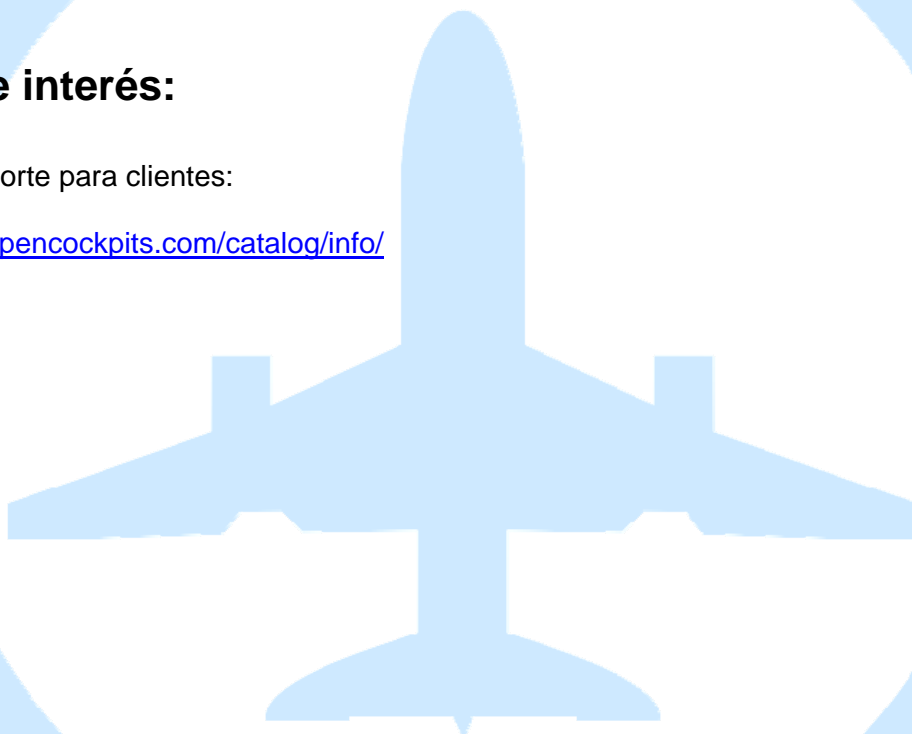 e interés:
orte para clientes:
pencockpits.com/catalog/info/